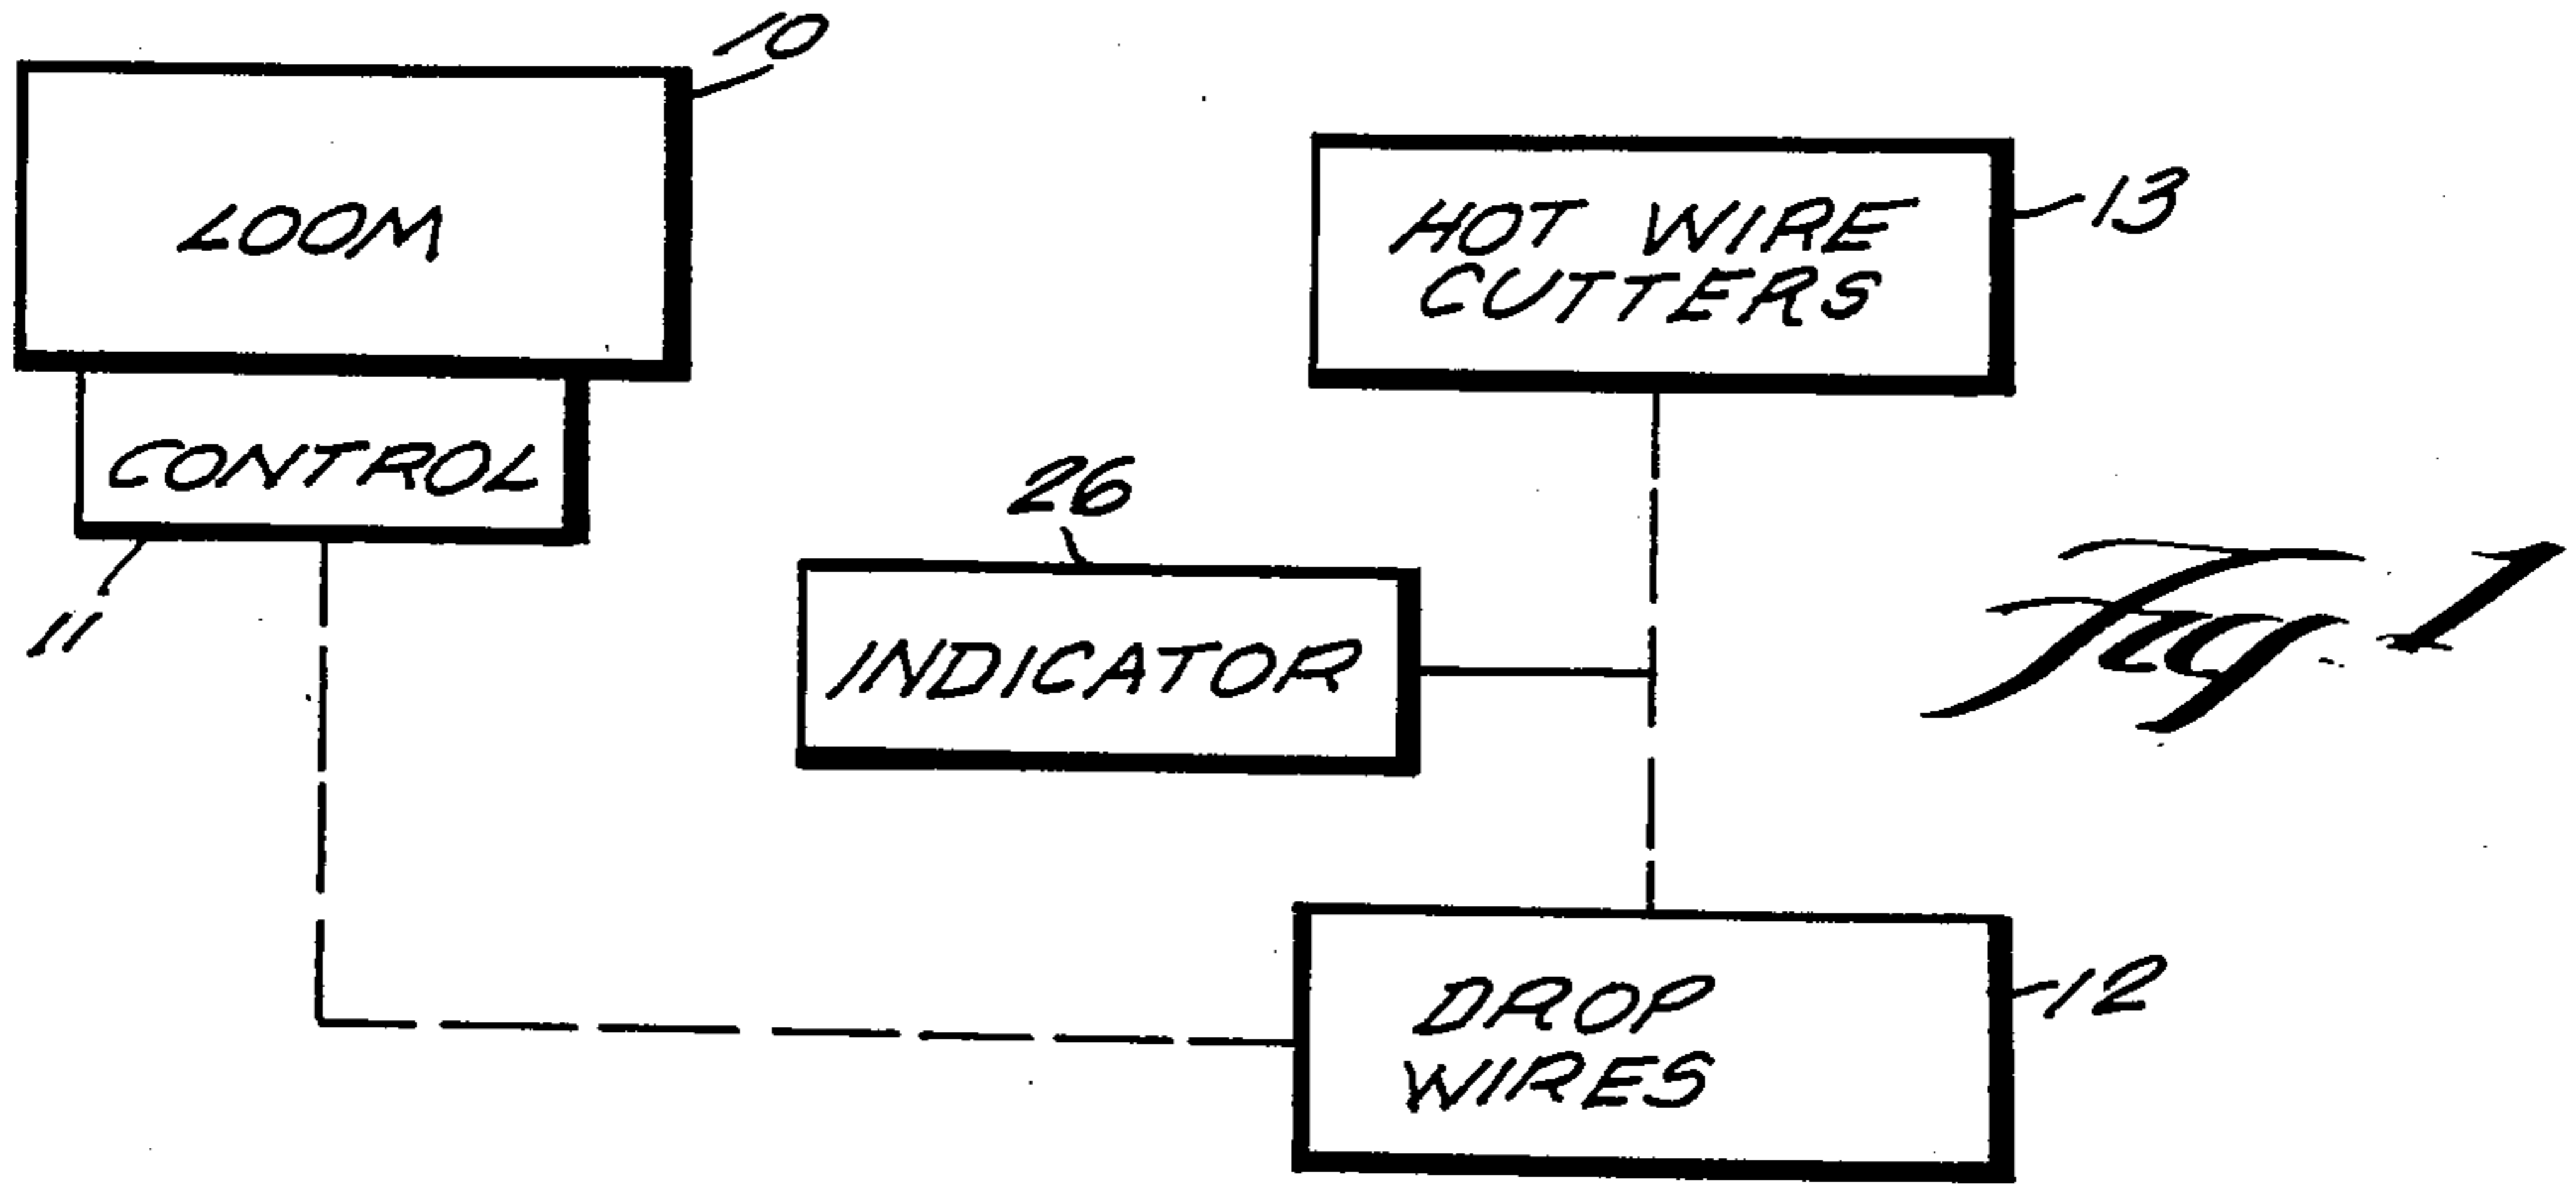 10
LOOM
HOT WIRE
CUTTERS
13
CONTROL
11
26
INDICATOR
Fig-1
DROP
WIRES
12